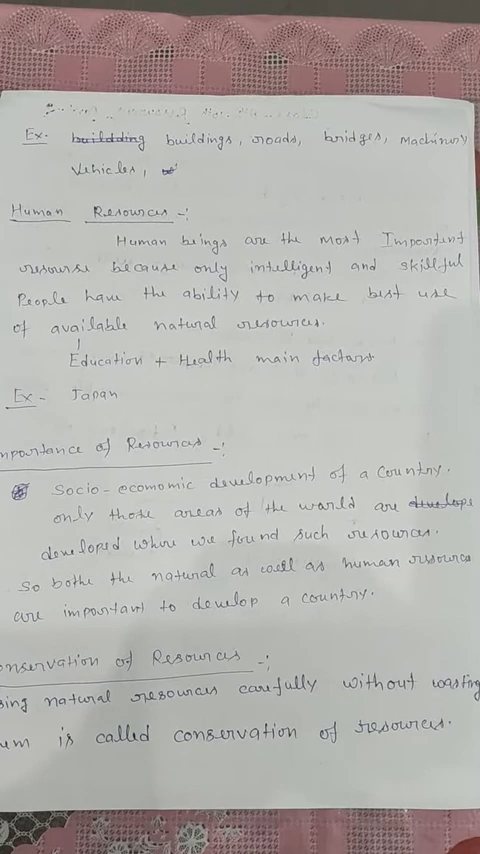 Ex. buildings, roads, bridges, Machinary
Vehicles,
Human Resources -:
Human beings are the most Important
resourse because only intelligent and skillful
People have the ability to make best use
of available natural resources.
Education + Health main factors
Ex - Japan
mportance of Resources -:
Socio-ecomomic development of a Country.
only those areas of the world are
developed where we found such resources.
So bothe the natural as well as human resources
are important to develop a country.
onservation of Resources -:
sing natural resources carefully without wasting
em is called conservation of resources.